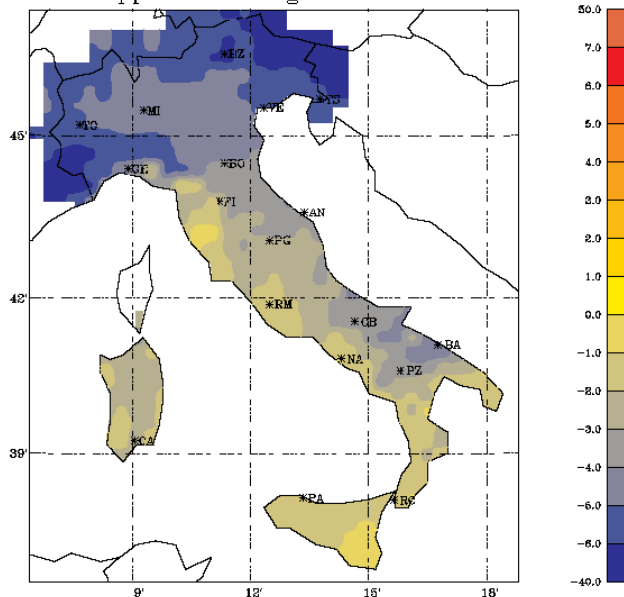 BZ
TS
VE
MI
TO
BO
GE
FI
AN
PG
RM
CB
BA
NA
PZ
CA
PA
RC
45'
42'
39'
9'
12'
15'
18'
50.0
7.0
6.0
5.0
4.0
3.0
2.0
1.0
0.0
-1.0
-2.0
-3.0
-4.0
-5.0
-6.0
-40.0